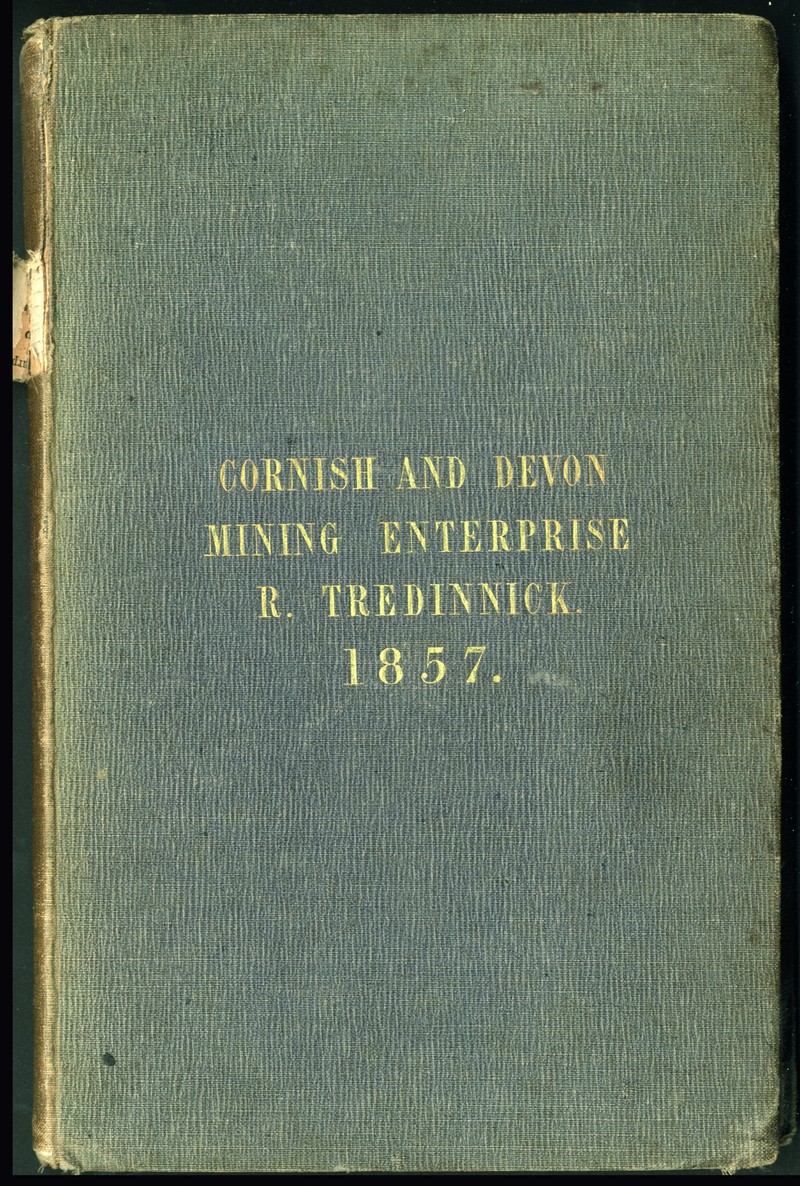 CORNISH AND DEVON
MINING ENTERPRISE
R. TREDINNICK.
1857.